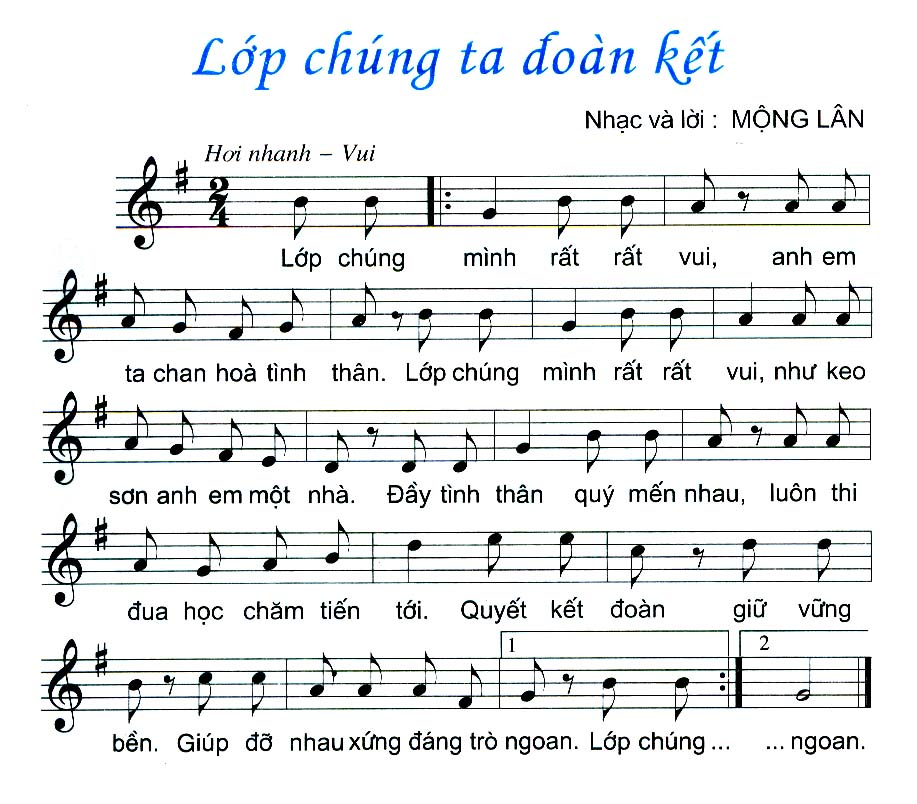 Lớp chúng ta đoàn kết
Nhạc và lời : MỘNG LÂN
Hơi nhanh – Vui
2
4
Lớp chúng mình rất rất vui, anh em
ta chan hoà tình thân. Lớp chúng mình rất rất vui, như keo
sơn anh em một nhà. Đầy tình thân quý mến nhau, luôn thi
đua học chăm tiến tới. Quyết kết đoàn giữ vững
1 2
bền. Giúp đỡ nhau xứng đáng trò ngoan. Lớp chúng ... ... ngoan.